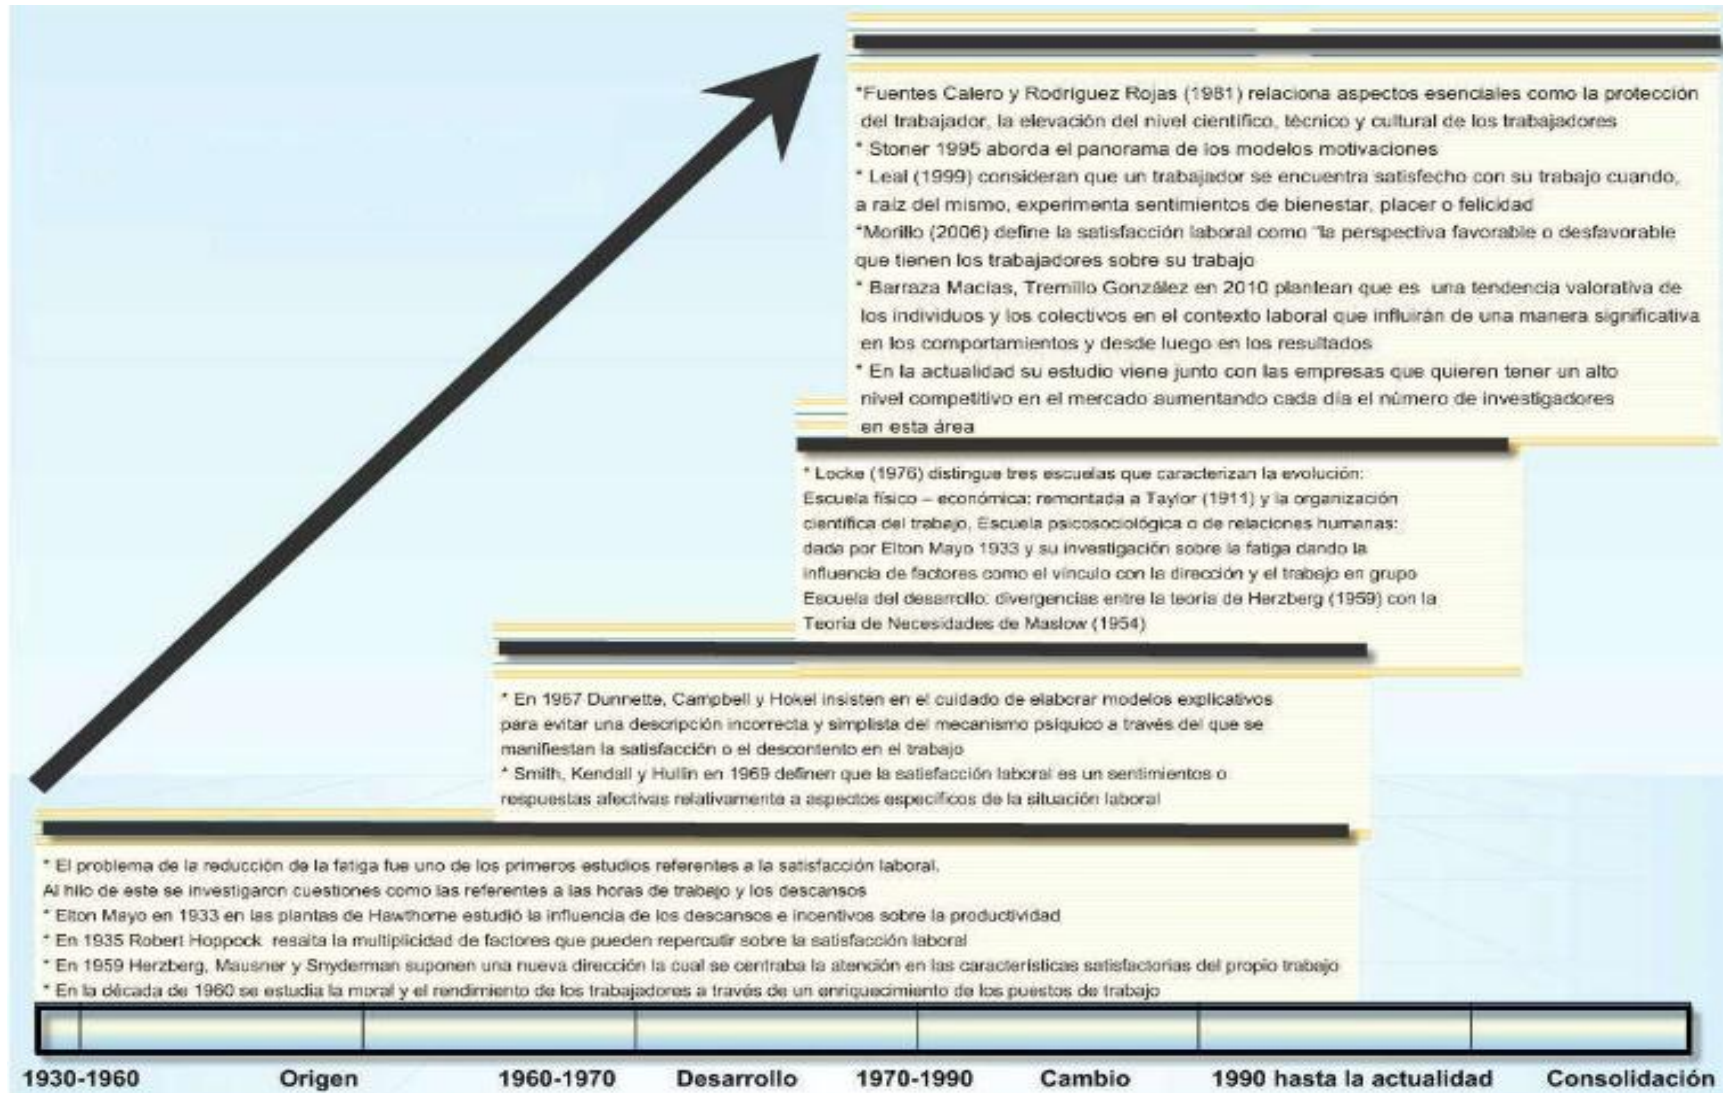 *Fuentes Calero y Rodríguez Rojas (1981) relaciona aspectos esenciales como la protección
del trabajador, la elevación del nivel científico, técnico y cultural de los trabajadores
* Stoner 1995 aborda el panorama de los modelos motivaciones
* Leal (1999) consideran que un trabajador se encuentra satisfecho con su trabajo cuando,
a raíz del mismo, experimenta sentimientos de bienestar, placer o felicidad
*Morillo (2006) define la satisfacción laboral como "la perspectiva favorable o desfavorable
que tienen los trabajadores sobre su trabajo
* Barraza Macías, Tremillo González en 2010 plantean que es una tendencia valorativa de
los individuos y los colectivos en el contexto laboral que influirán de una manera significativa
en los comportamientos y desde luego en los resultados
* En la actualidad su estudio viene junto con las empresas que quieren tener un alto
nivel competitivo en el mercado aumentando cada día el número de investigadores
en esta área
* Locke (1976) distingue tres escuelas que caracterizan la evolución:
Escuela físico – económica: remontada a Taylor (1911) y la organización
científica del trabajo, Escuela psicosociológica o de relaciones humanas:
dada por Elton Mayo 1933 y su investigación sobre la fatiga dando la
influencia de factores como el vínculo con la dirección y el trabajo en grupo
Escuela del desarrollo: divergencias entre la teoría de Herzberg (1959) con la
Teoría de Necesidades de Maslow (1954)
* En 1967 Dunnette, Campbell y Hokel insisten en el cuidado de elaborar modelos explicativos
para evitar una descripción incorrecta y simplista del mecanismo psíquico a través del que se
manifiestan la satisfacción o el descontento en el trabajo
* Smith, Kendall y Hullin en 1969 definen que la satisfacción laboral es un sentimientos o
respuestas afectivas relativamente a aspectos específicos de la situación laboral
* El problema de la reducción de la fatiga fue uno de los primeros estudios referentes a la satisfacción laboral.
Al hilo de este se investigaron cuestiones como las referentes a las horas de trabajo y los descansos
* Elton Mayo en 1933 en las plantas de Hawthorne estudió la influencia de los descansos e incentivos sobre la productividad
* En 1935 Robert Hoppock resalta la multiplicidad de factores que pueden repercutir sobre la satisfacción laboral
* En 1959 Herzberg, Mausner y Snyderman suponen una nueva dirección la cual se centraba la atención en las características satisfactorias del propio trabajo
* En la década de 1960 se estudia la moral y el rendimiento de los trabajadores a través de un enriquecimiento de los puestos de trabajo
1930-1960 Origen 1960-1970 Desarrollo 1970-1990 Cambio 1990 hasta la actualidad Consolidación